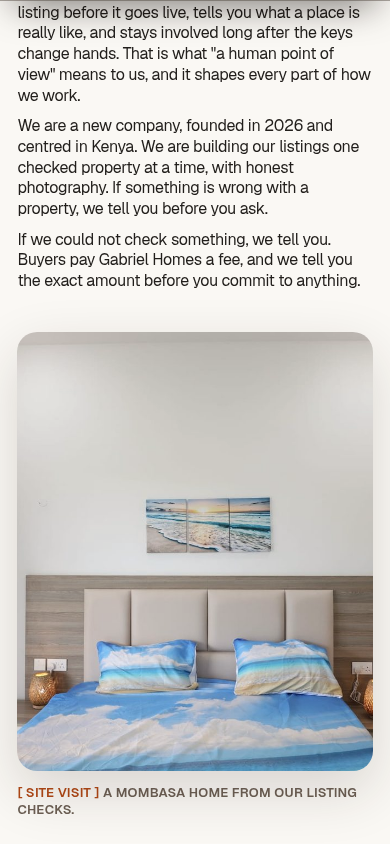 listing before it goes live, tells you what a place is
really like, and stays involved long after the keys
change hands. That is what "a human point of
view" means to us, and it shapes every part of how
we work.
We are a new company, founded in 2026 and
centred in Kenya. We are building our listings one
checked property at a time, with honest
photography. If something is wrong with a
property, we tell you before you ask.
If we could not check something, we tell you.
Buyers pay Gabriel Homes a fee, and we tell you
the exact amount before you commit to anything.
[ SITE VISIT ] A MOMBASA HOME FROM OUR LISTING
CHECKS.